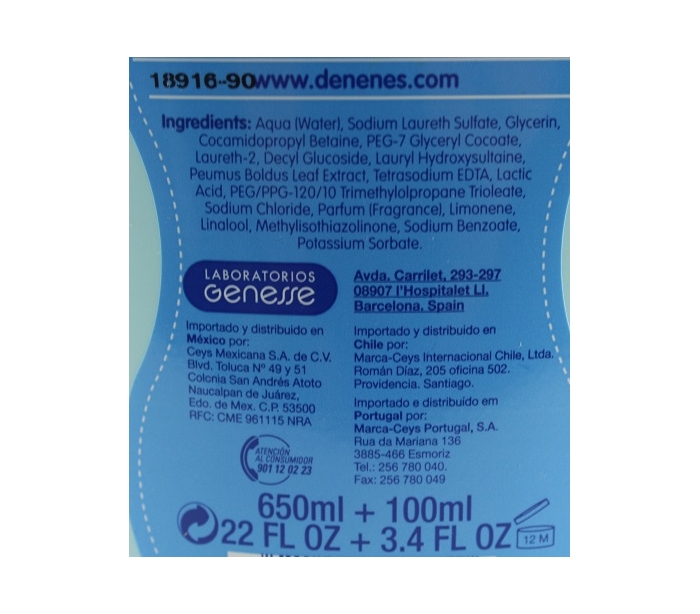 18916-90
www.denenes.com
Ingredients: Aqua (Water), Sodium Laureth Sulfate, Glycerin,
Cocamidopropyl Betaine, PEG-7 Glyceryl Cocoate,
Laureth-2, Decyl Glucoside, Lauryl Hydroxysultaine,
Peumus Boldus Leaf Extract, Tetrasodium EDTA, Lactic
Acid, PEG/PPG-120/10 Trimethylolpropane Trioleate,
Sodium Chloride, Parfum (Fragrance), Limonene,
Linalool, Methylisothiazolinone, Sodium Benzoate,
Potassium Sorbate.
LABORATORIOS
Genesse
Avda. Carrilet, 293-297
08907 l'Hospitalet Ll,
Barcelona. Spain
Importado y distribuido en
México por:
Ceys Mexicana S.A. de C.V.
Blvd. Toluca Nº 49 y 51
Colonia San Andrés Atoto
Naucalpan de Juárez,
Edo. de Mex. C.P. 53500
RFC: CME 961115 NRA
ATENCIÓN
AL CONSUMIDOR
901 12 02 23
Importado y distribuido en
Chile por:
Marca-Ceys Internacional Chile, Ltda.
Román Díaz, 205 oficina 502.
Providencia. Santiago.
Importado e distribuído em
Portugal por:
Marca-Ceys Portugal, S.A.
Rua da Mariana 136
3885-466 Esmoriz
Tel.: 256 780 040.
Fax: 256 780 049
650ml + 100ml
22 FL OZ + 3.4 FL OZ
12 M